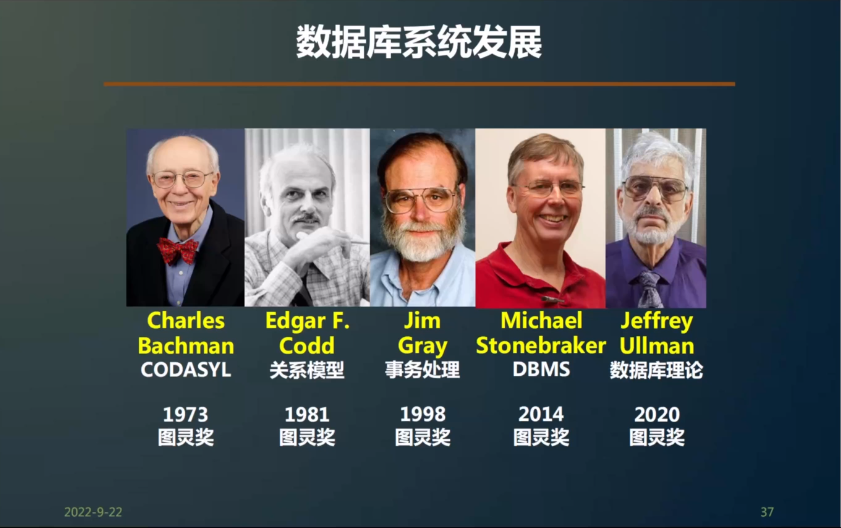 数据库系统发展
Charles
Bachman
CODASYL
1973
图灵奖
Edgar F.
Codd
关系模型
1981
图灵奖
Jim
Gray
事务处理
1998
图灵奖
Michael
Stonebraker
DBMS
2014
图灵奖
Jeffrey
Ullman
数据库理论
2020
图灵奖
2022-9-22
37